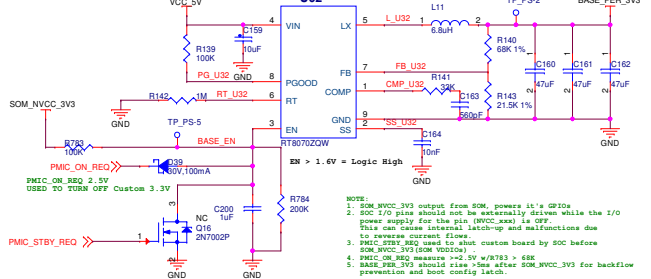 VCC_5V
U62
TP_PS-2
BASE_PER_3V3
L11
6.8uH
4
VIN
LX
5
L_U32
1
2
C159
10uF
GND
R139
100K
R140
68K 1%
C160
47uF
C161
47uF
C162
47uF
PG_U32
8
PGOOD
FB
7
FB_U32
COMP
1
CMP_U32
R141
32K
R142
1M
RT_U32
6
RT
C163
560pF
R143
21.5K 1%
GND
GND
9
GND
SOM_NVCC_3V3
TP_PS-5
3
EN
SS
2
SS_U32
RT8070ZQW
C164
10nF
GND
R783
100K
BASE_EN
EN > 1.6V = Logic High
PMIC_ON_REQ
D39
30V,100mA
PMIC_ON_REQ 2.5V
USED TO TURN OFF Custom 3.3V
3
NC
Q16
2N7002P
C200
1uF
R784
200K
PMIC_STBY_REQ
1
2
GND
GND
NOTE:
1. SOM_NVCC_3V3 output from SOM, powers it's GPIOs
2. SOC I/O pins should not be externally driven while the I/O
power supply for the pin (NVCC_xxx) is OFF.
This can cause internal latch-up and malfunctions due
to reverse current flows.
3. PMIC_STBY_REQ used to shut custom board by SOC before
SOM_NVCC_3V3(SOM VDDIOs) .
4. PMIC_ON_REQ measure >=2.5V w/R783 > 68K
5. BASE_PER_3V3 should rise >5ms after SOM_NVCC_3V3 for backflow
prevention and boot config latch.